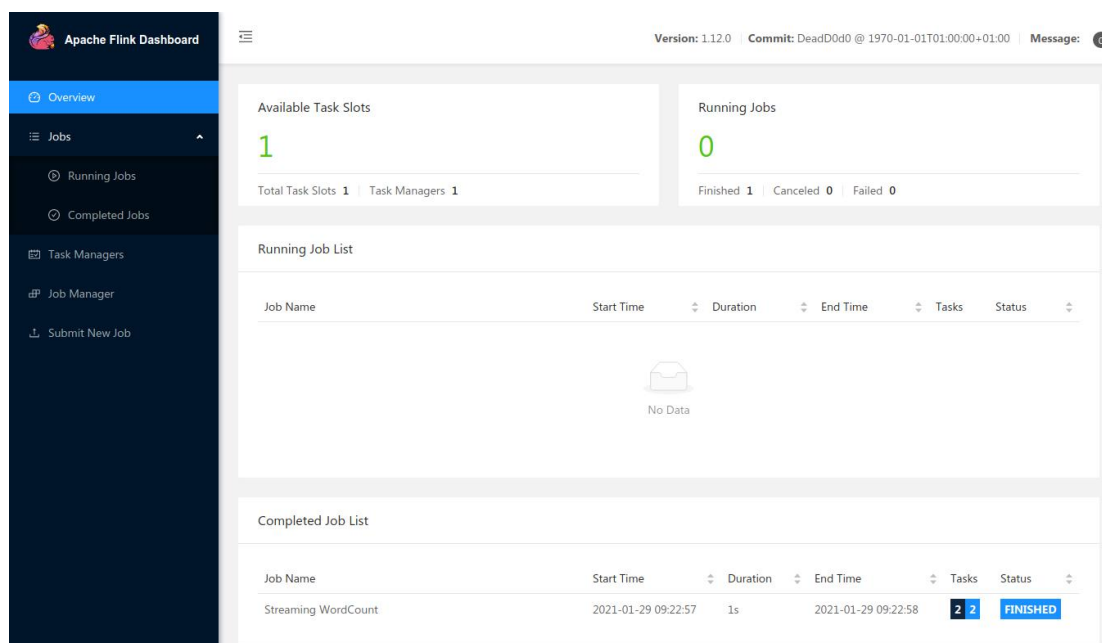 Apache Flink Dashboard
Version: 1.12.0 Commit: DeadD0d0 @ 1970-01-01T01:00:00+01:00 Message:
Overview
Jobs
Running Jobs
Completed Jobs
Task Managers
Job Manager
Submit New Job
Available Task Slots
1
Total Task Slots 1 Task Managers 1
Running Jobs
0
Finished 1 Canceled 0 Failed 0
Running Job List
Job Name Start Time Duration End Time Tasks Status
No Data
Completed Job List
Job Name Start Time Duration End Time Tasks Status
Streaming WordCount 2021-01-29 09:22:57 1s 2021-01-29 09:22:58 2 2 FINISHED